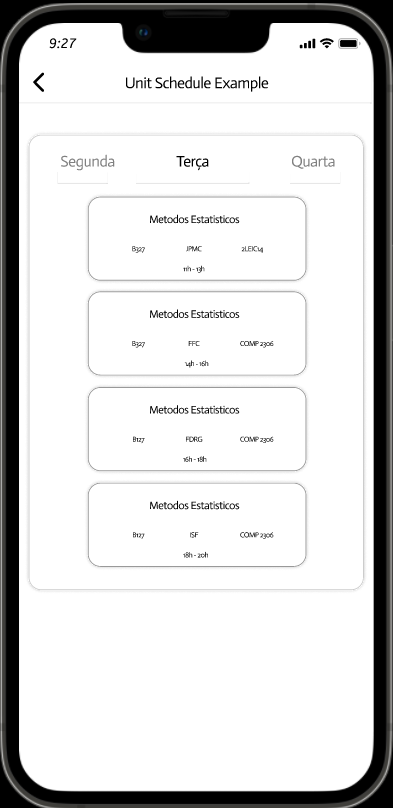 9:27
Unit Schedule Example
Segunda Terça Quarta
Metodos Estatisticos
B327 JPMC 2LEIC14
11h - 13h
Metodos Estatisticos
B327 FFC COMP 2306
14h - 16h
Metodos Estatisticos
B127 FDRG COMP 2306
16h - 18h
Metodos Estatisticos
B127 ISF COMP 2306
18h - 20h